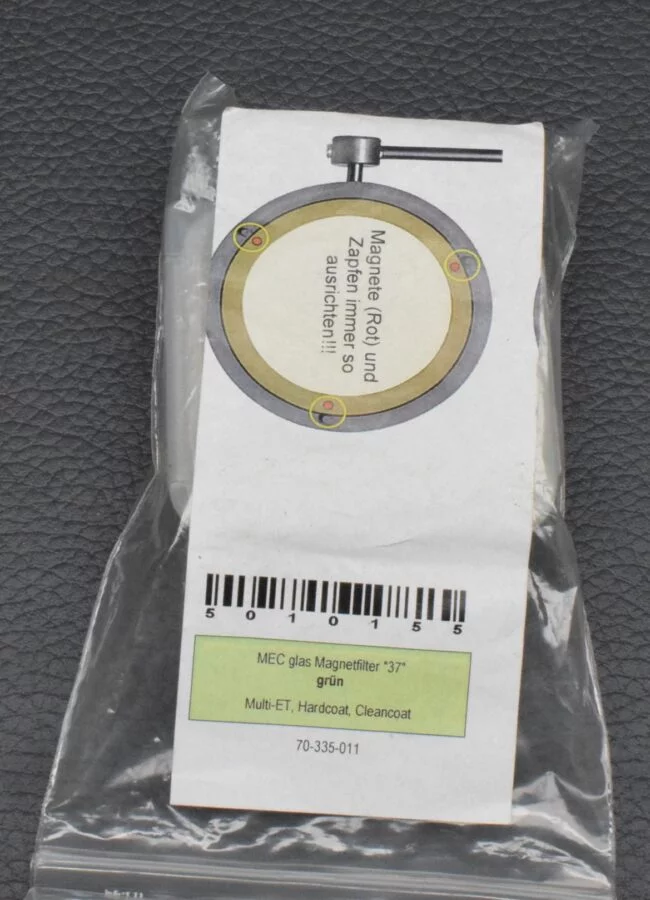 Magnete (Rot) und
Zapfen immer so
ausrichten!!!
5 0 1 0 1 5 5
MEC glas Magnetfilter "37"
grün
Multi-ET, Hardcoat, Cleancoat
70-335-011